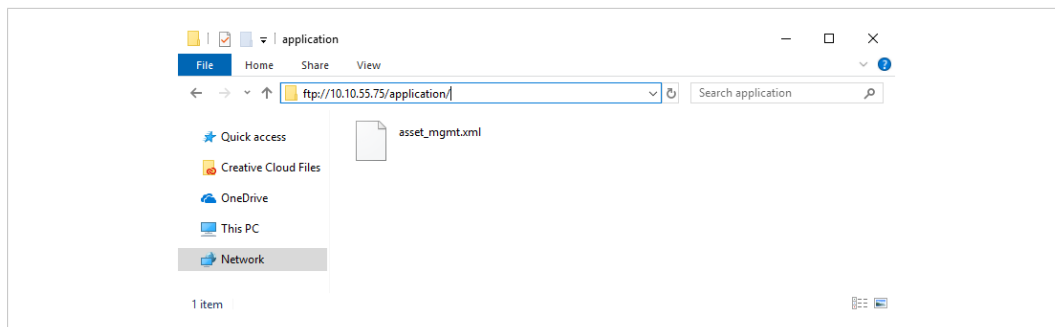 application
File Home Share View
ftp://10.10.55.75/application/
Search application
Quick access
asset_mgmt.xml
Creative Cloud Files
OneDrive
This PC
Network
1 item